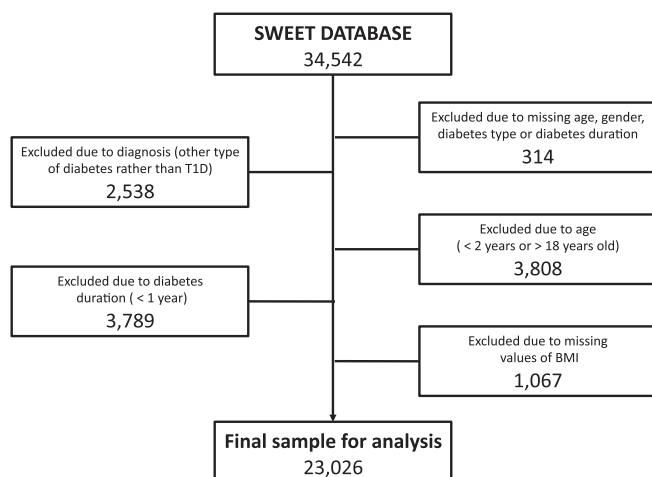 SWEET DATABASE
34,542
Excluded due to missing age, gender,
diabetes type or diabetes duration
314
Excluded due to diagnosis (other type
of diabetes rather than T1D)
2,538
Excluded due to age
( < 2 years or > 18 years old)
3,808
Excluded due to diabetes
duration ( < 1 year)
3,789
Excluded due to missing
values of BMI
1,067
Final sample for analysis
23,026